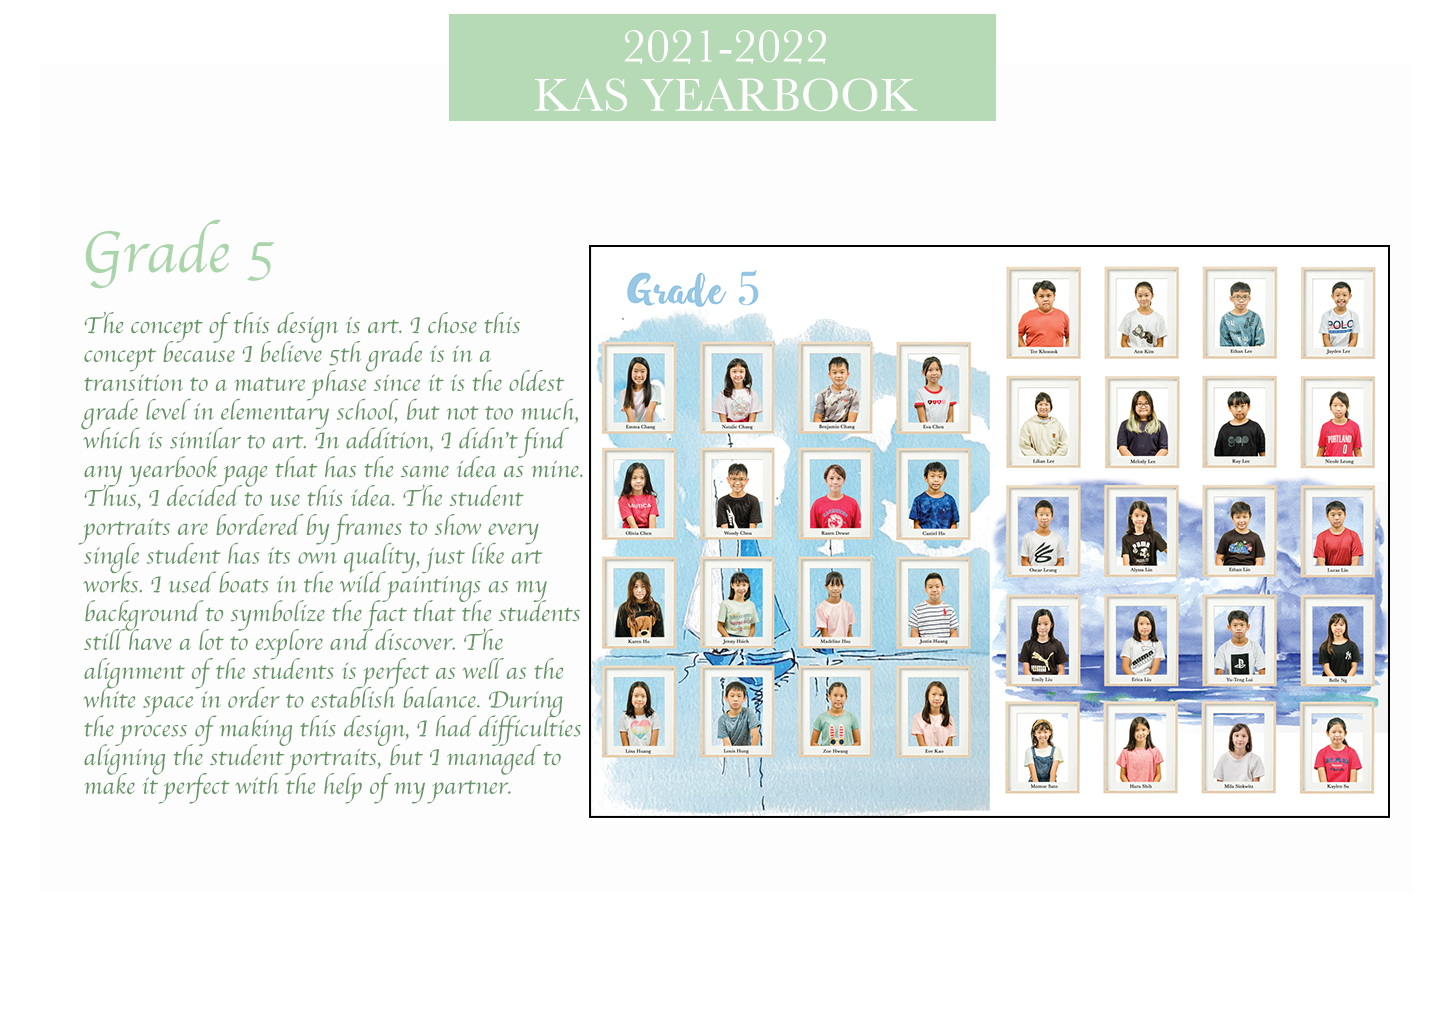 2021-2022
KAS YEARBOOK
Grade 5
The concept of this design is art. I chose this
concept because I believe 5th grade is in a
transition to a mature phase since it is the oldest
grade level in elementary school, but not too much,
which is similar to art. In addition, I didn't find
any yearbook page that has the same idea as mine.
Thus, I decided to use this idea. The student
portraits are bordered by frames to show every
single student has its own quality, just like art
works. I used boats in the wild paintings as my
background to symbolize the fact that the students
still have a lot to explore and discover. The
alignment of the students is perfect as well as the
white space in order to establish balance. During
the process of making this design, I had difficulties
aligning the student portraits, but I managed to
make it perfect with the help of my partner.
Grade 5
Emma Chang
Natalie Chang
Benjamin Chang
Eva Chen
Olivia Chen
Woody Chou
Rasen Dewar
Castiel Ho
Karen Ho
Jenny Hsieh
Madeline Hsu
Justin Huang
Lina Huang
Louis Hung
Zoe Hwang
Eve Kao
Tee Khosook
Ann Kim
Ethan Lee
Jayden Lee
POLO
Lilian Lee
Melody Lee
Ray Lee
Nicole Leung
PORTLAND
0
Oscar Leung
Alyssa Lin
Ethan Lin
Lucas Lin
Emily Liu
Erica Liu
Yu-Teng Lui
Belle Ng
PUMA
Momoe Sato
Haru Shih
Mila Sinkwitz
Kaylen Su